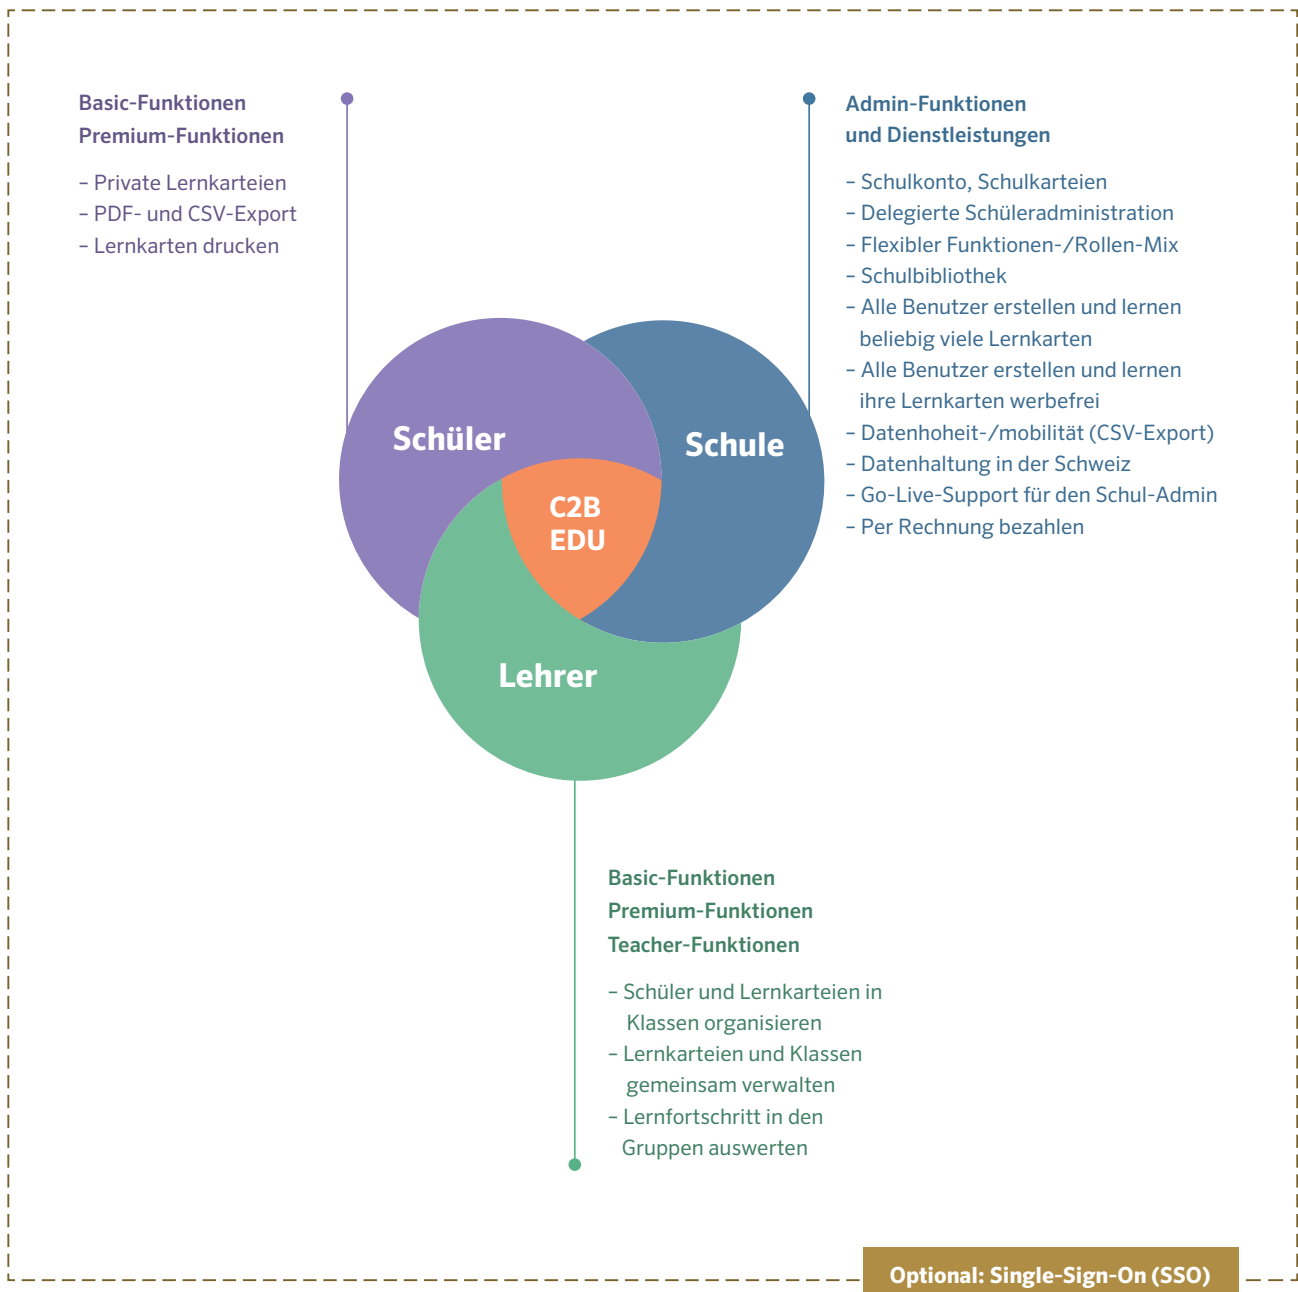 Basic-Funktionen
Premium-Funktionen
– Private Lernkarteien
– PDF- und CSV-Export
– Lernkarten drucken
Admin-Funktionen
und Dienstleistungen
– Schulkonto, Schulkarteien
– Delegierte Schüleradministration
– Flexibler Funktionen-/Rollen-Mix
– Schulbibliothek
– Alle Benutzer erstellen und lernen
beliebig viele Lernkarten
– Alle Benutzer erstellen und lernen
ihre Lernkarten werbefrei
– Datenhoheit-/mobilität (CSV-Export)
– Datenhaltung in der Schweiz
– Go-Live-Support für den Schul-Admin
– Per Rechnung bezahlen
Schüler
Schule
C2B
EDU
Lehrer
Basic-Funktionen
Premium-Funktionen
Teacher-Funktionen
– Schüler und Lernkarteien in
Klassen organisieren
– Lernkarteien und Klassen
gemeinsam verwalten
– Lernfortschritt in den
Gruppen auswerten
Optional: Single-Sign-On (SSO)